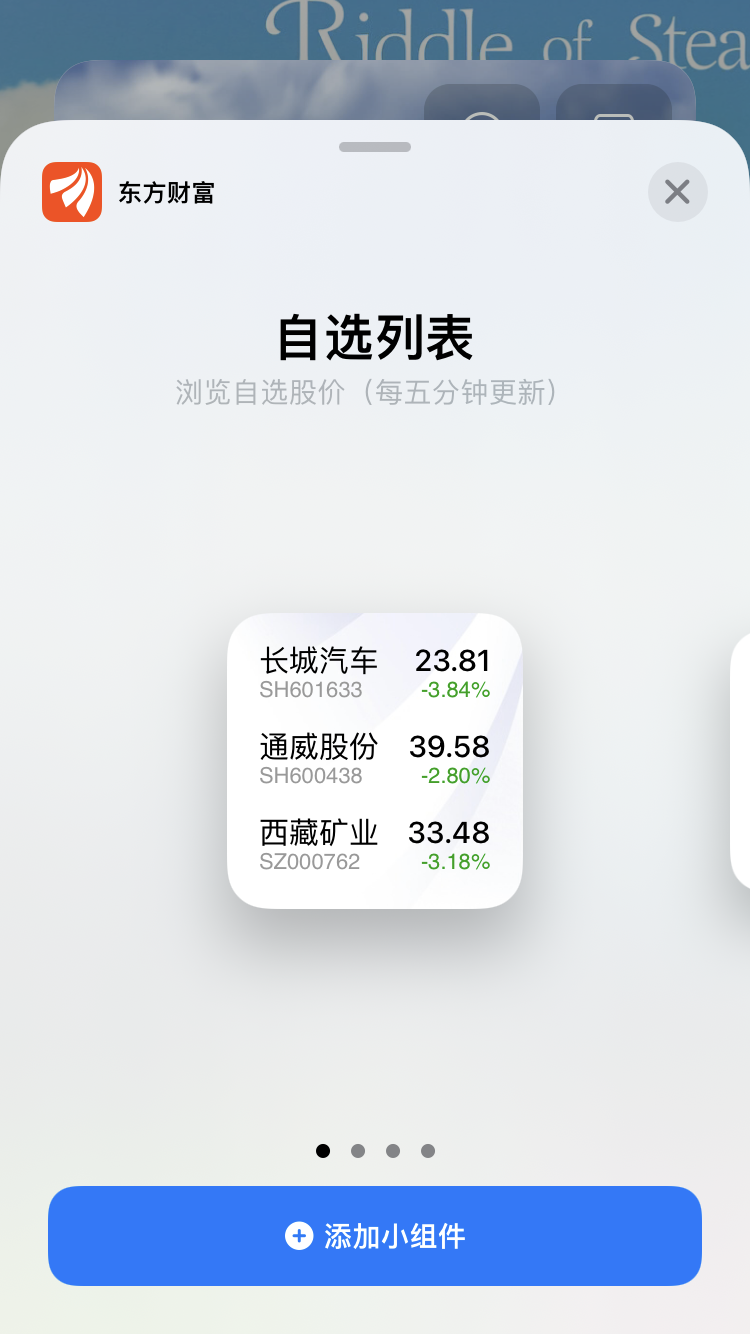 Riddle of Stea
东方财富
自选列表
浏览自选股价（每五分钟更新）
长城汽车 23.81
SH601633 -3.84%
通威股份 39.58
SH600438 -2.80%
西藏矿业 33.48
SZ000762 -3.18%
添加小组件